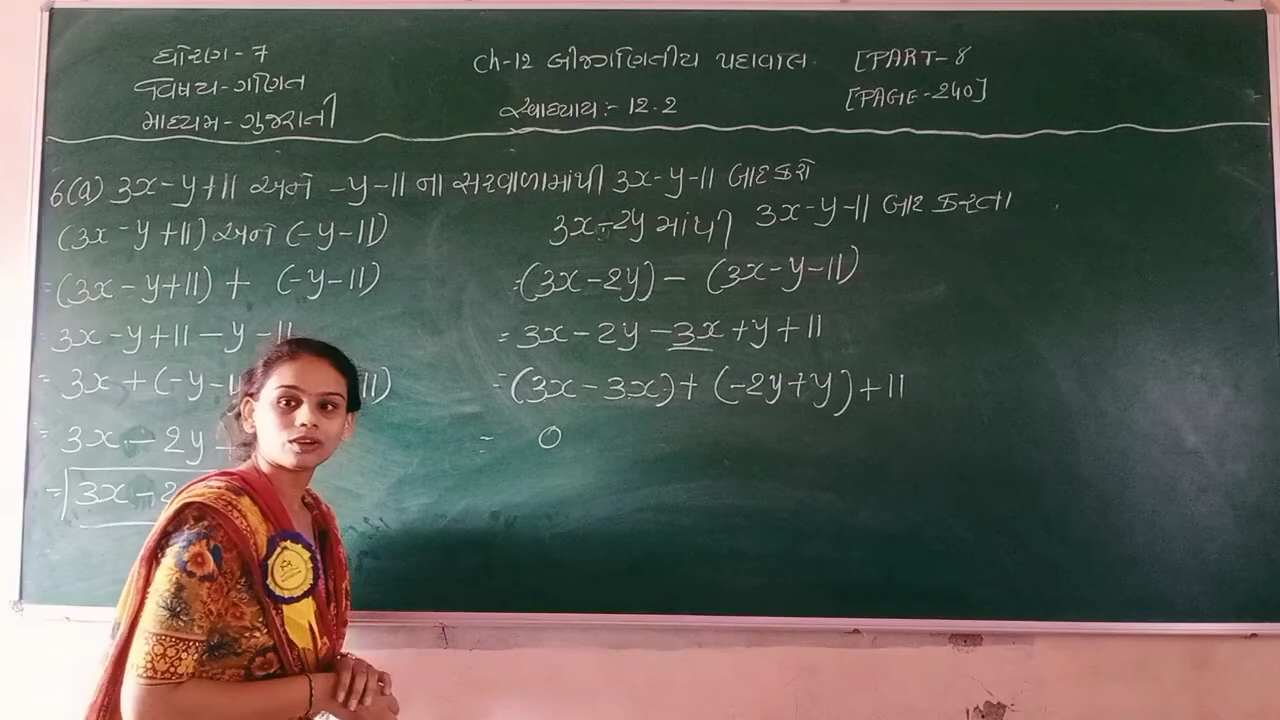 ધોરણ-7
વિષય-ગણિત
માધ્યમ-ગુજરાતી
Ch-12 બીજગણિતીય પદાવલિ
સ્વાધ્યાય:- 12.2
[PART-8
[PAGE-240]
6(a) 3x-y+11 અને -y-11 ના સરવાળામાંથી 3x-y-11 બાદ કરો
(3x-y+11) અને (-y-11)
=(3x-y+11) + (-y-11)
3x-y+11-y-11
= 3x+(-y-y 11)
= 3x-2y+
= 3x-2
3x-2y માંથી 3x-y-11 બાદ કરતા
=(3x-2y) - (3x-y-11)
= 3x-2y-3x+y+11
=(3x-3x)+(-2y+y)+11
= 0